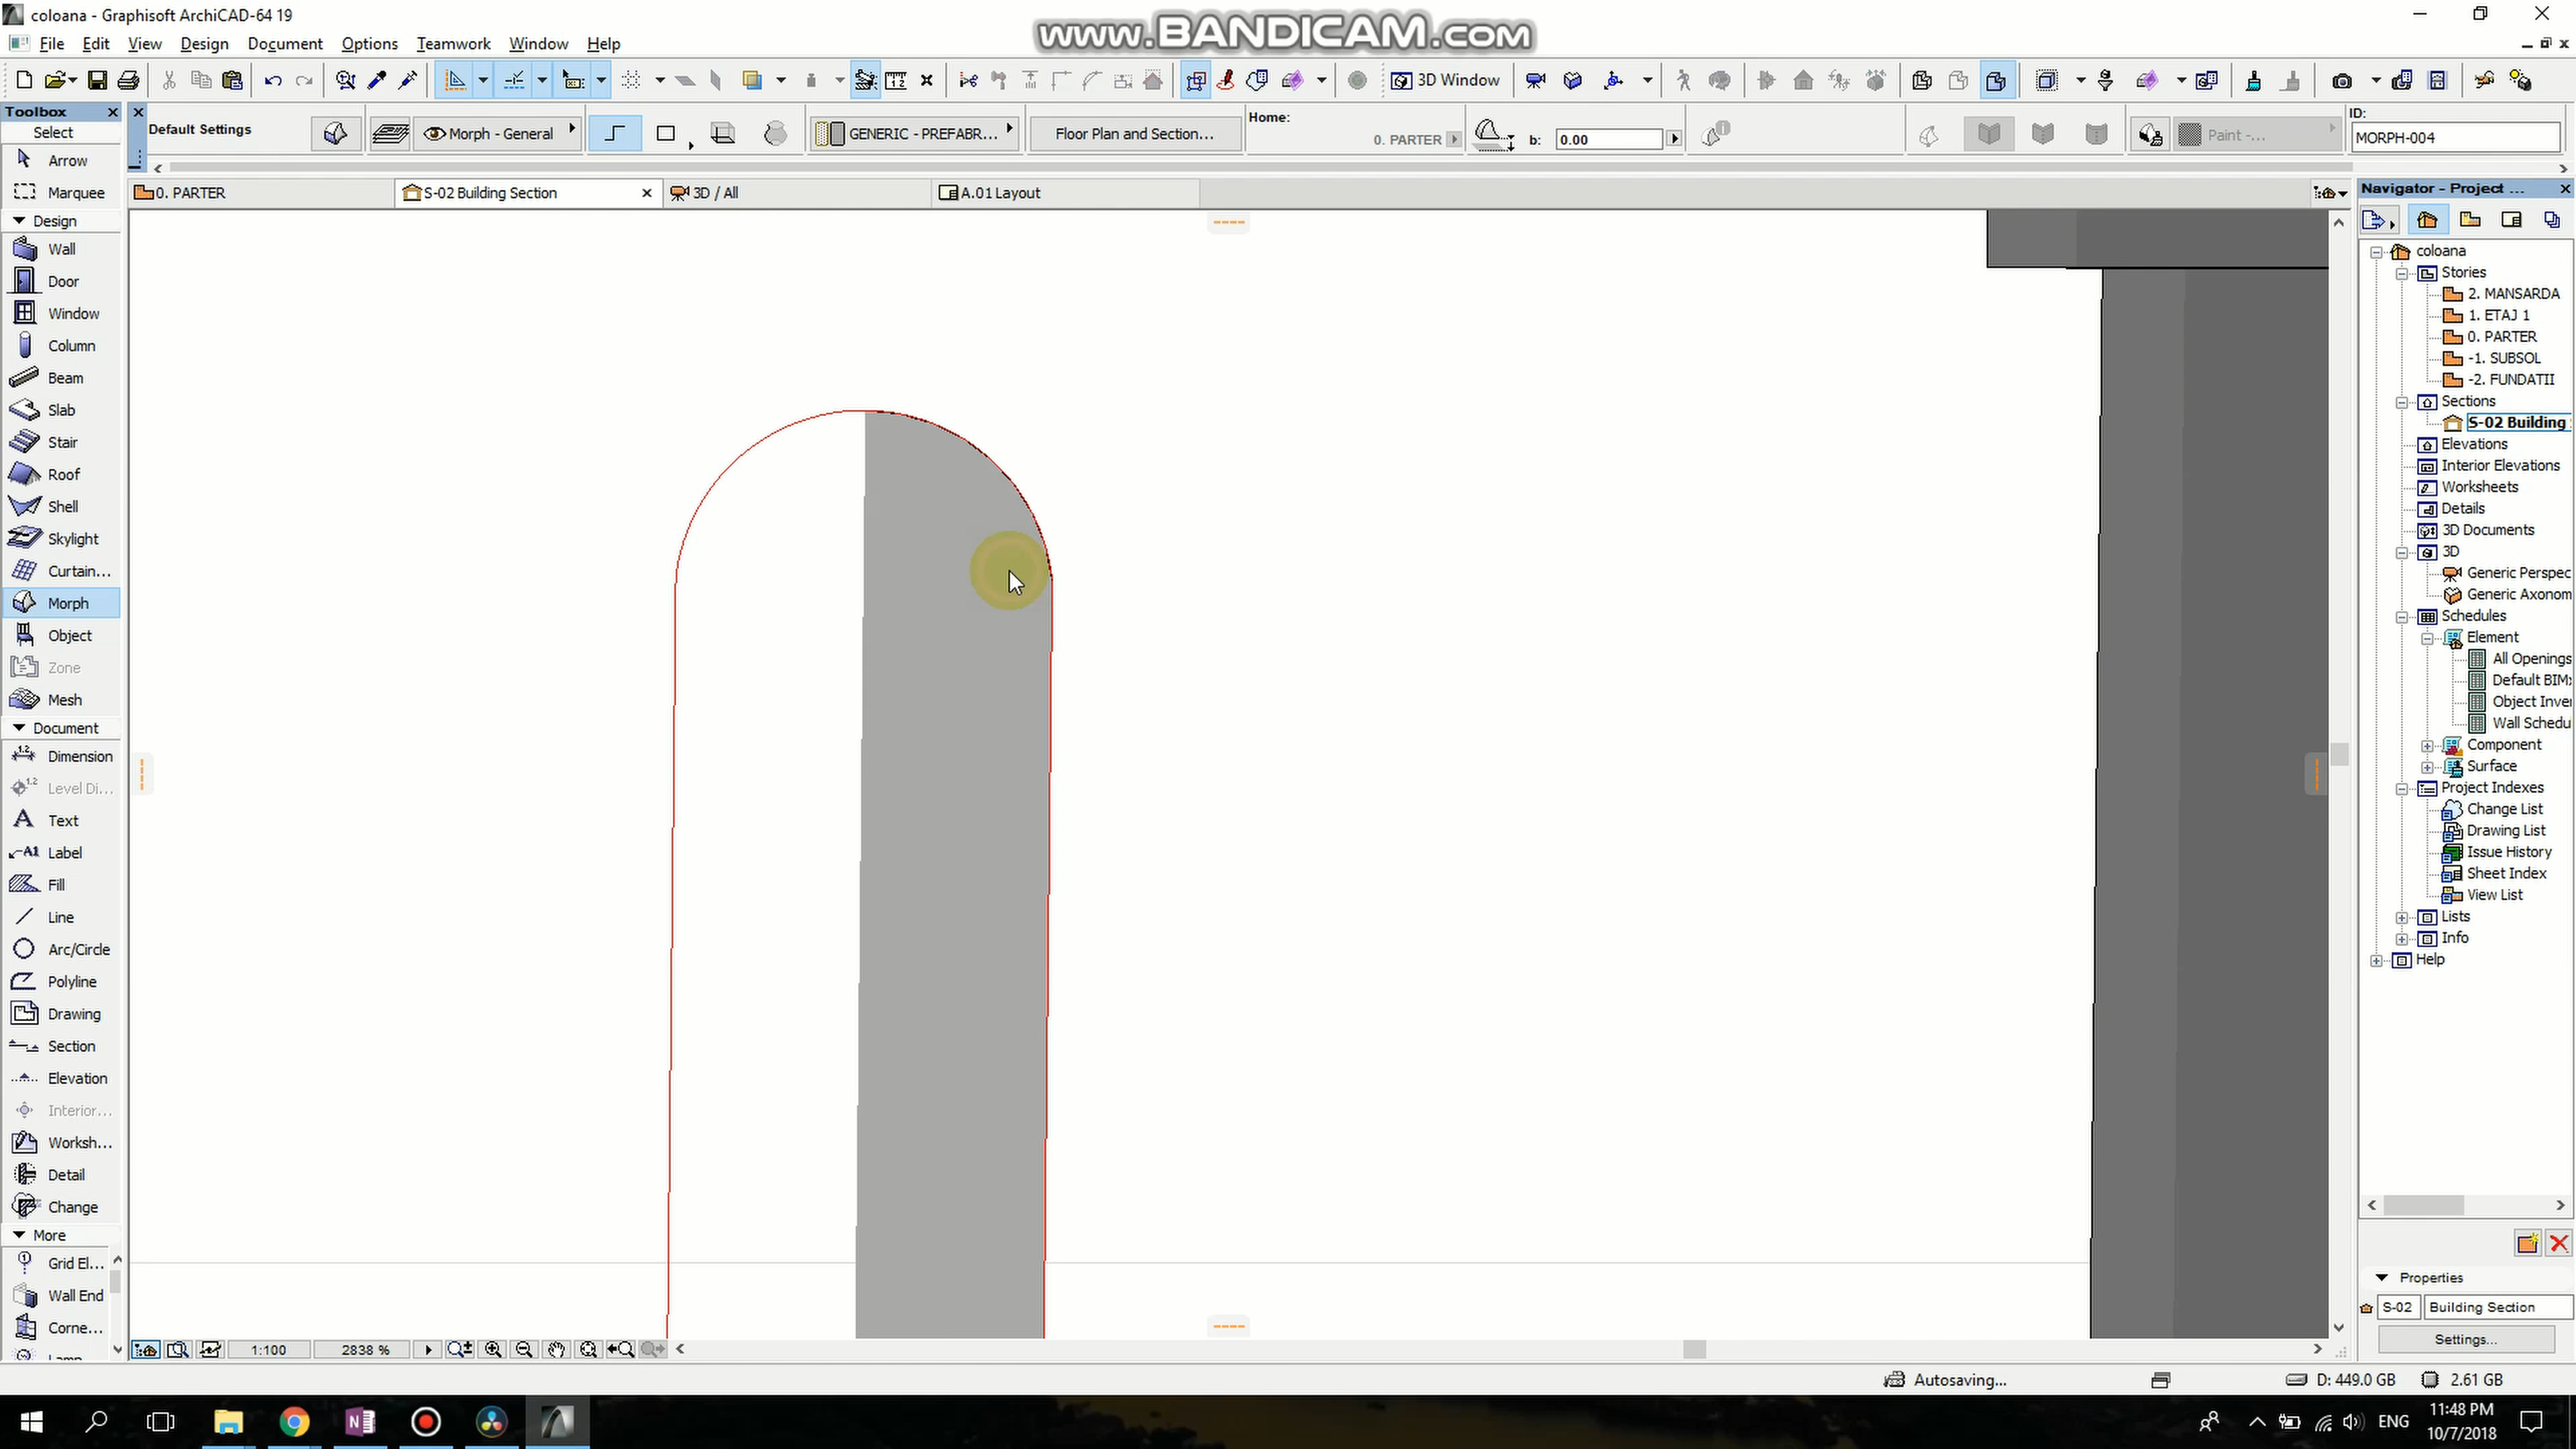 coloana - Graphisoft ArchiCAD-64 19
www.BANDICAM.com
File Edit View Design Document Options Teamwork Window Help
3D Window
Toolbox
Select
Arrow
Marquee
Design
Wall
Door
Window
Column
Beam
Slab
Stair
Roof
Shell
Skylight
Curtain...
Morph
Object
Zone
Mesh
Document
Dimension
Level Di...
Text
Label
Fill
Line
Arc/Circle
Polyline
Drawing
Section
Elevation
Interior...
Worksh...
Detail
Change
More
Grid El...
Wall End
Corne...
Default Settings
Morph - General
GENERIC - PREFABR...
Floor Plan and Section...
Home:
0. PARTER
b: 0.00
Paint -...
ID:
MORPH-004
0. PARTER
S-02 Building Section
3D / All
A.01 Layout
Navigator - Project ...
coloana
Stories
2. MANSARDA
1. ETAJ 1
0. PARTER
-1. SUBSOL
-2. FUNDATII
Sections
S-02 Building
Elevations
Interior Elevations
Worksheets
Details
3D Documents
3D
Generic Perspec
Generic Axonom
Schedules
Element
All Openings
Default BIMx
Object Inve
Wall Schedu
Component
Surface
Project Indexes
Change List
Drawing List
Issue History
Sheet Index
View List
Lists
Info
Help
Properties
S-02 Building Section
Settings...
1:100
2838 %
Autosaving...
D: 449.0 GB
2.61 GB
ENG
11:48 PM
10/7/2018